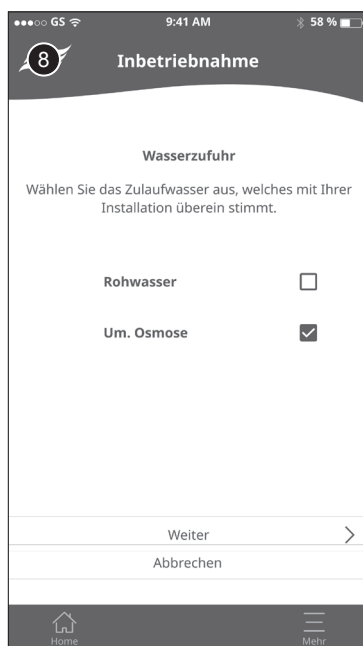 GS 9:41 AM 58 %
8 Inbetriebnahme
Wasserzufuhr
Wählen Sie das Zulaufwasser aus, welches mit Ihrer
Installation überein stimmt.
Rohwasser
Um. Osmose
Weiter
Abbrechen
Home Mehr